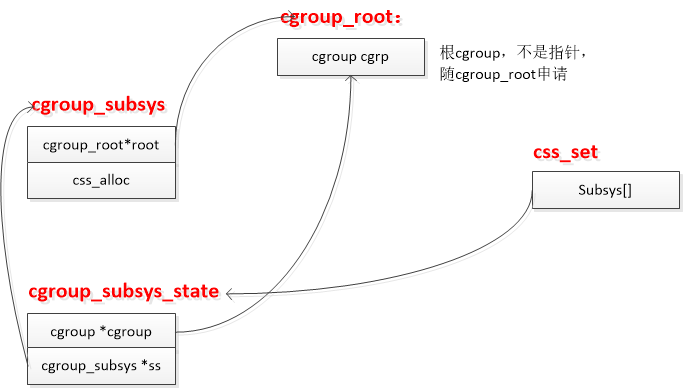 cgroup_root：
cgroup cgrp
根cgroup，不是指针，
随cgroup_root申请
cgroup_subsys
cgroup_root*root
css_alloc
css_set
Subsys[]
cgroup_subsys_state
cgroup *cgroup
cgroup_subsys *ss